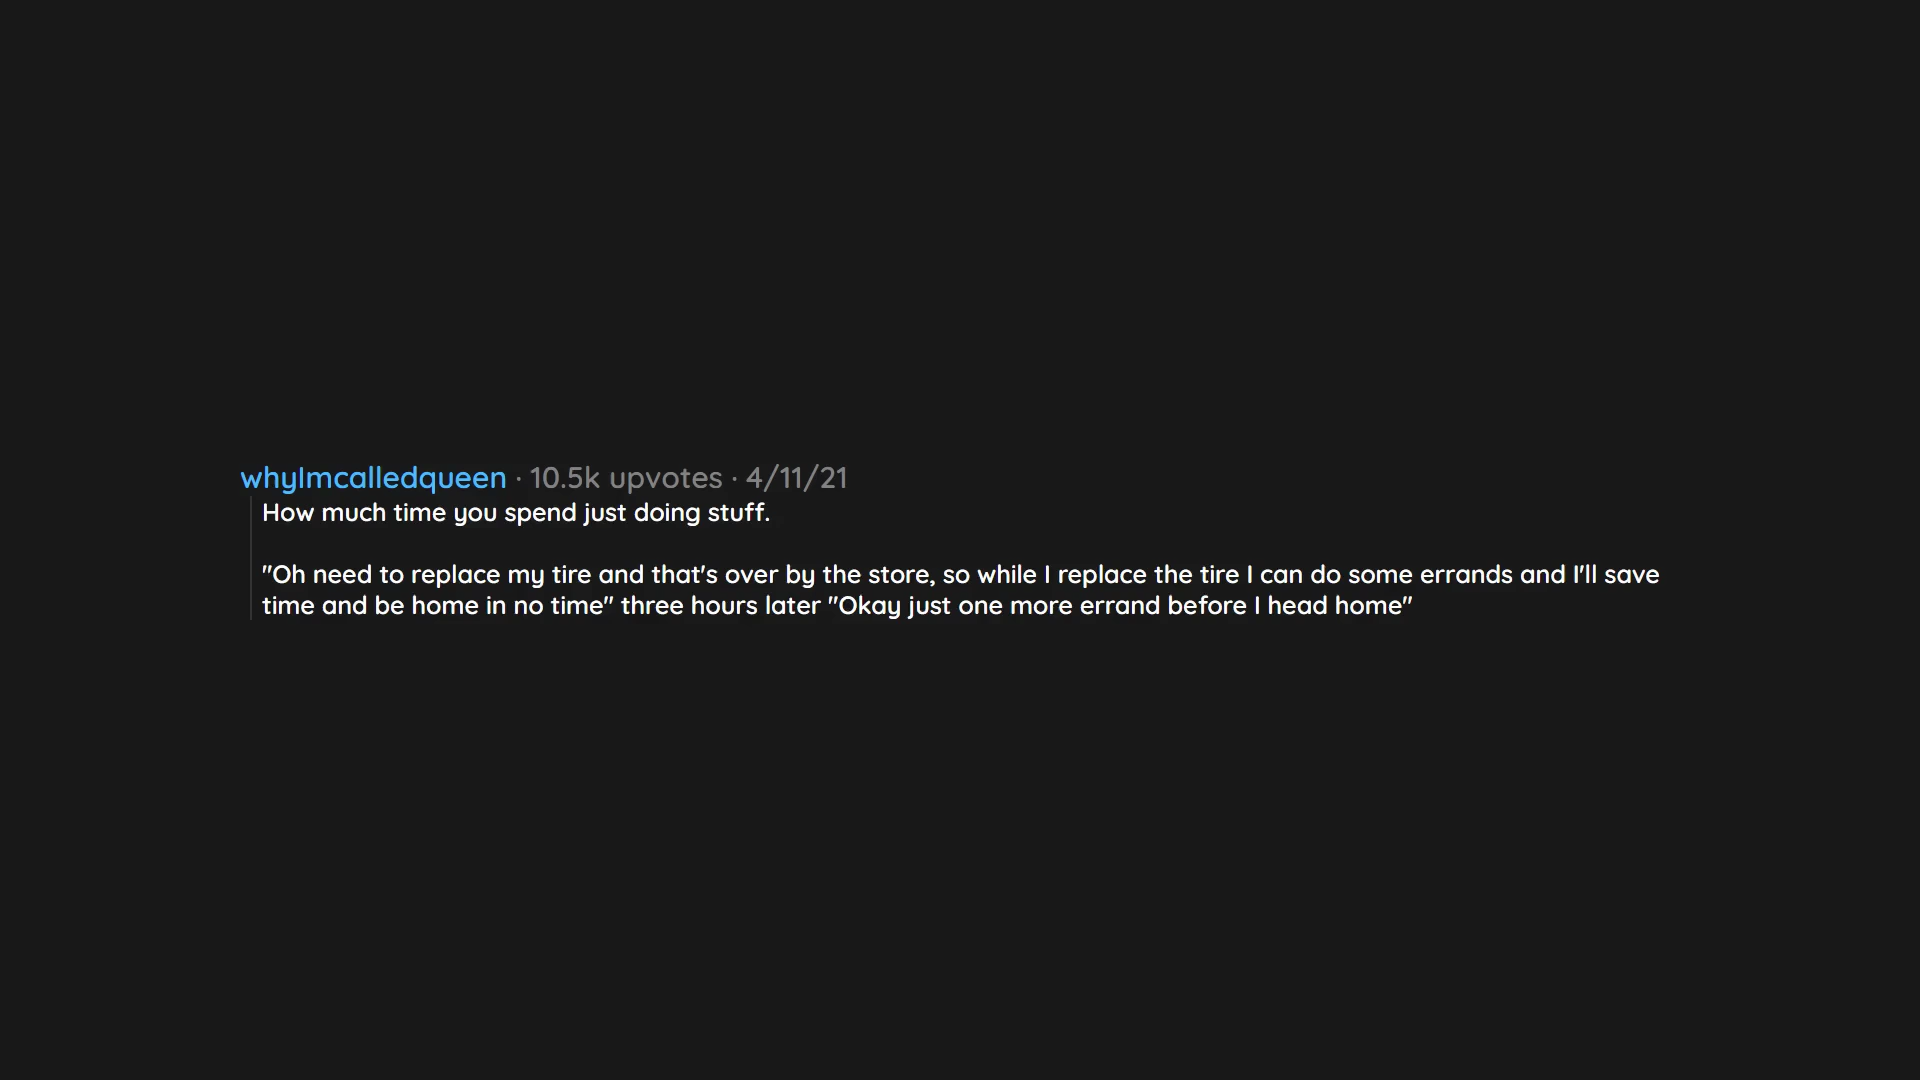 whyImcalledqueen · 10.5k upvotes · 4/11/21
How much time you spend just doing stuff.
"Oh need to replace my tire and that's over by the store, so while I replace the tire I can do some errands and I'll save
time and be home in no time" three hours later "Okay just one more errand before I head home"